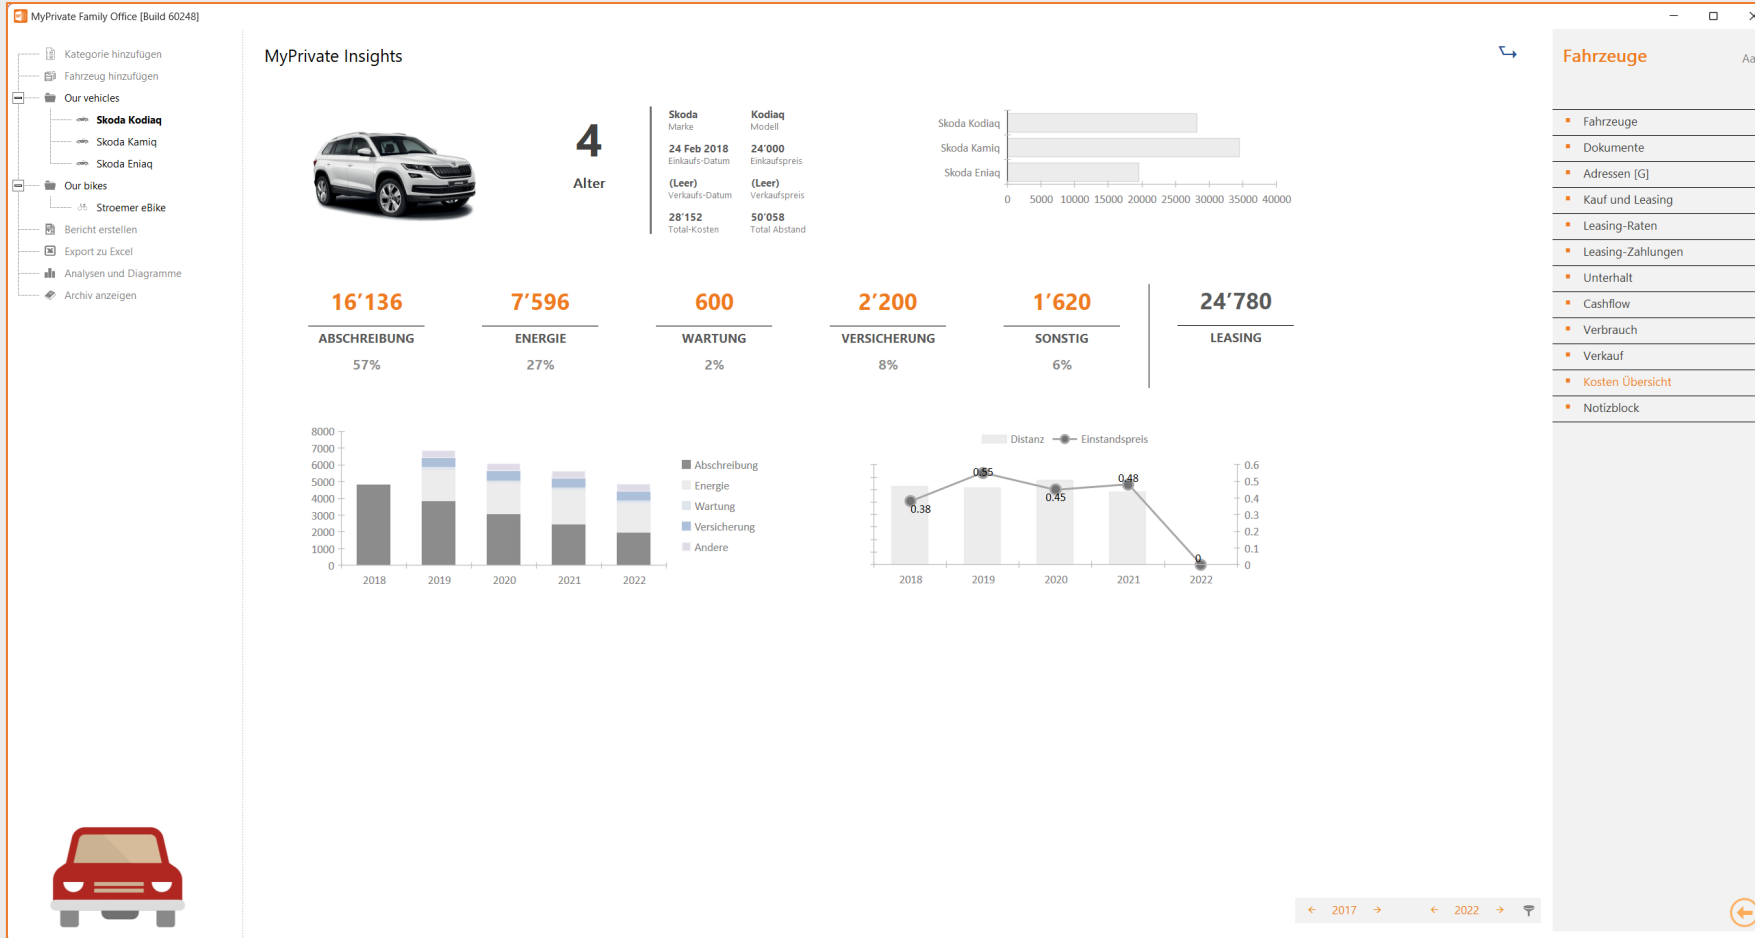 MyPrivate Family Office [Build 60248]
Kategorie hinzufügen
Fahrzeug hinzufügen
Our vehicles
Skoda Kodiaq
Skoda Kamiq
Skoda Eniaq
Our bikes
Stroemer eBike
Bericht erstellen
Export zu Excel
Analysen und Diagramme
Archiv anzeigen
MyPrivate Insights
4
Alter
Skoda Kodiaq
Marke Modell
24 Feb 2018 24'000
Einkaufs-Datum Einkaufspreis
(Leer) (Leer)
Verkaufs-Datum Verkaufspreis
28'152 50'058
Total-Kosten Total Abstand
Skoda Kodiaq
Skoda Kamiq
Skoda Eniaq
0 5000 10000 15000 20000 25000 30000 35000 40000
16'136 7'596 600 2'200 1'620 24'780
ABSCHREIBUNG ENERGIE WARTUNG VERSICHERUNG SONSTIG LEASING
57% 27% 2% 8% 6%
8000
7000
6000
5000
4000
3000
2000
1000
0
2018 2019 2020 2021 2022
Abschreibung
Energie
Wartung
Versicherung
Andere
Distanz Einstandspreis
0.38
0.55
0.45
0.48
0
0.6
0.5
0.4
0.3
0.2
0.1
0
2018 2019 2020 2021 2022
2017 2022
Fahrzeuge Aa
Fahrzeuge
Dokumente
Adressen [G]
Kauf und Leasing
Leasing-Raten
Leasing-Zahlungen
Unterhalt
Cashflow
Verbrauch
Verkauf
Kosten Übersicht
Notizblock